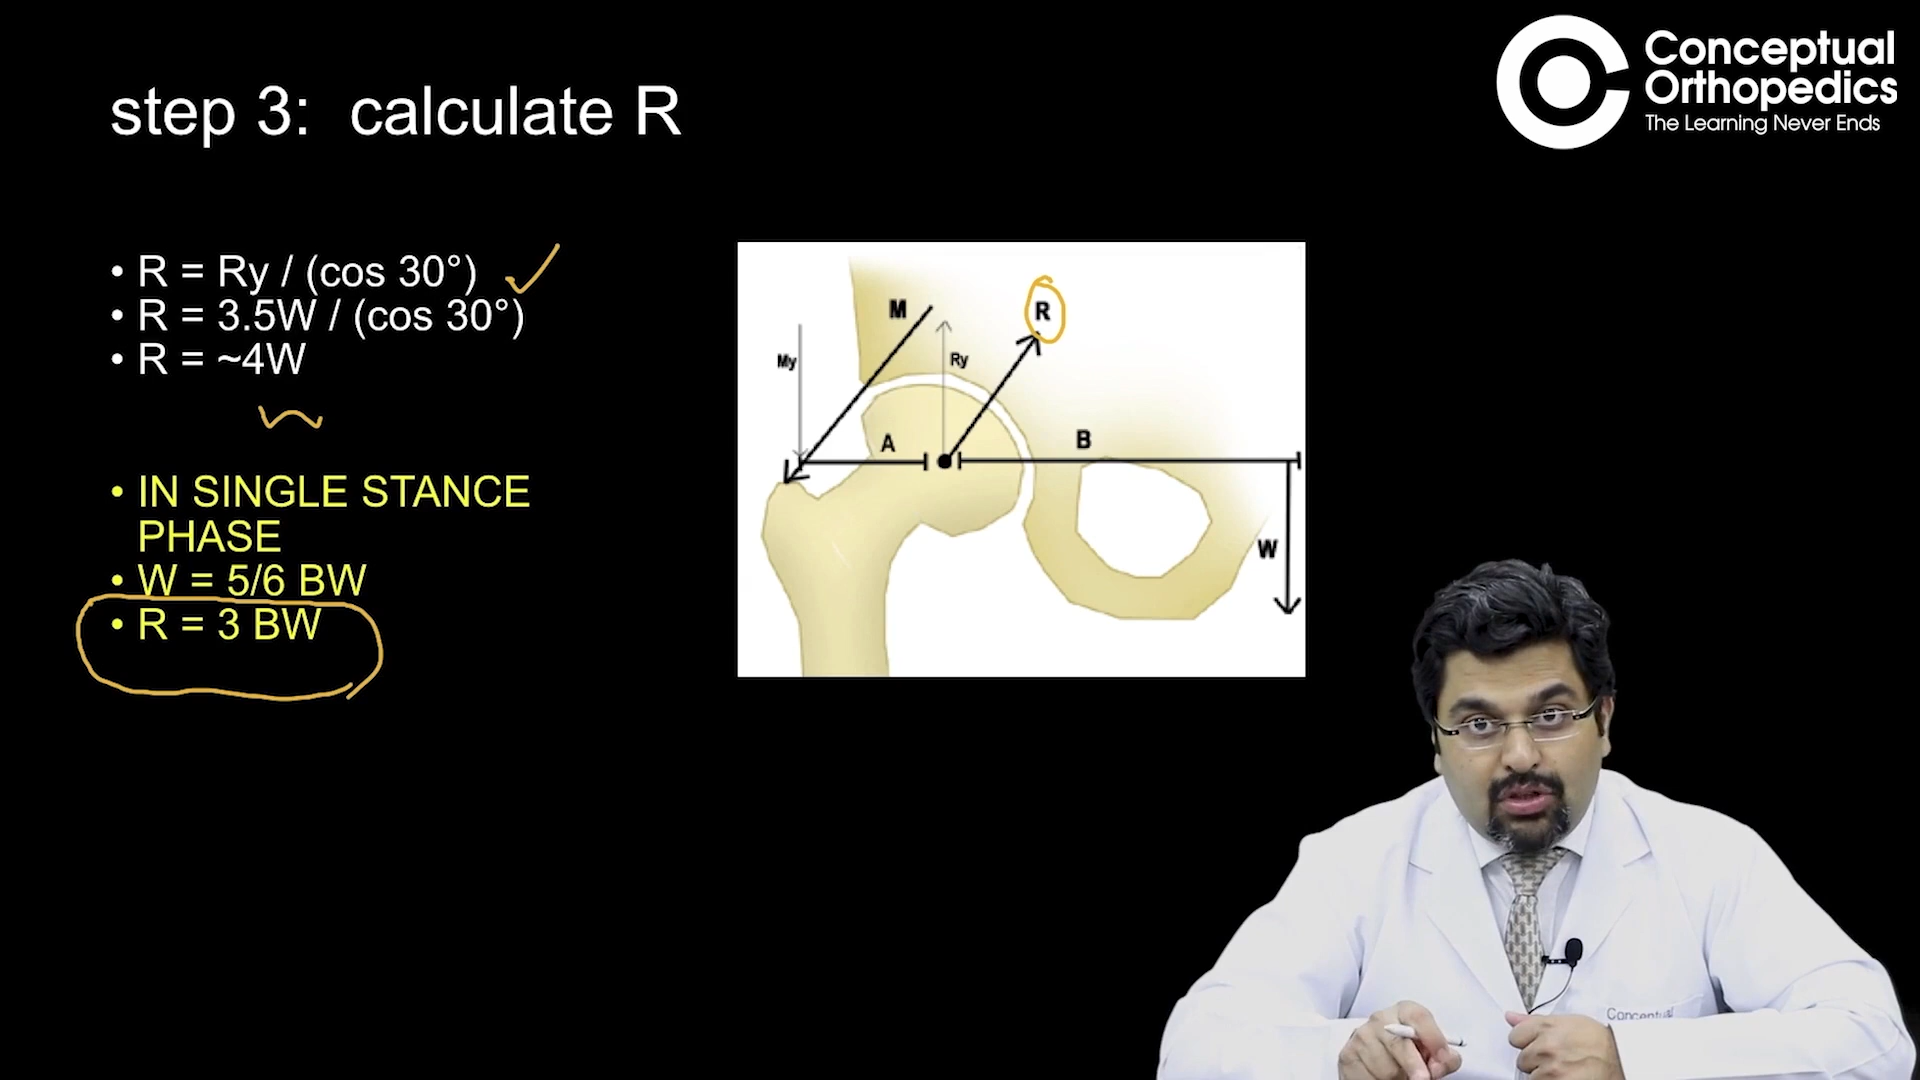 Conceptual
Orthopedics
The Learning Never Ends
step 3: calculate R
• R = Ry / (cos 30°)
• R = 3.5W / (cos 30°)
• R = ~4W
• IN SINGLE STANCE
PHASE
• W = 5/6 BW
• R = 3 BW
M
R
My
Ry
A
B
W
Conceptual